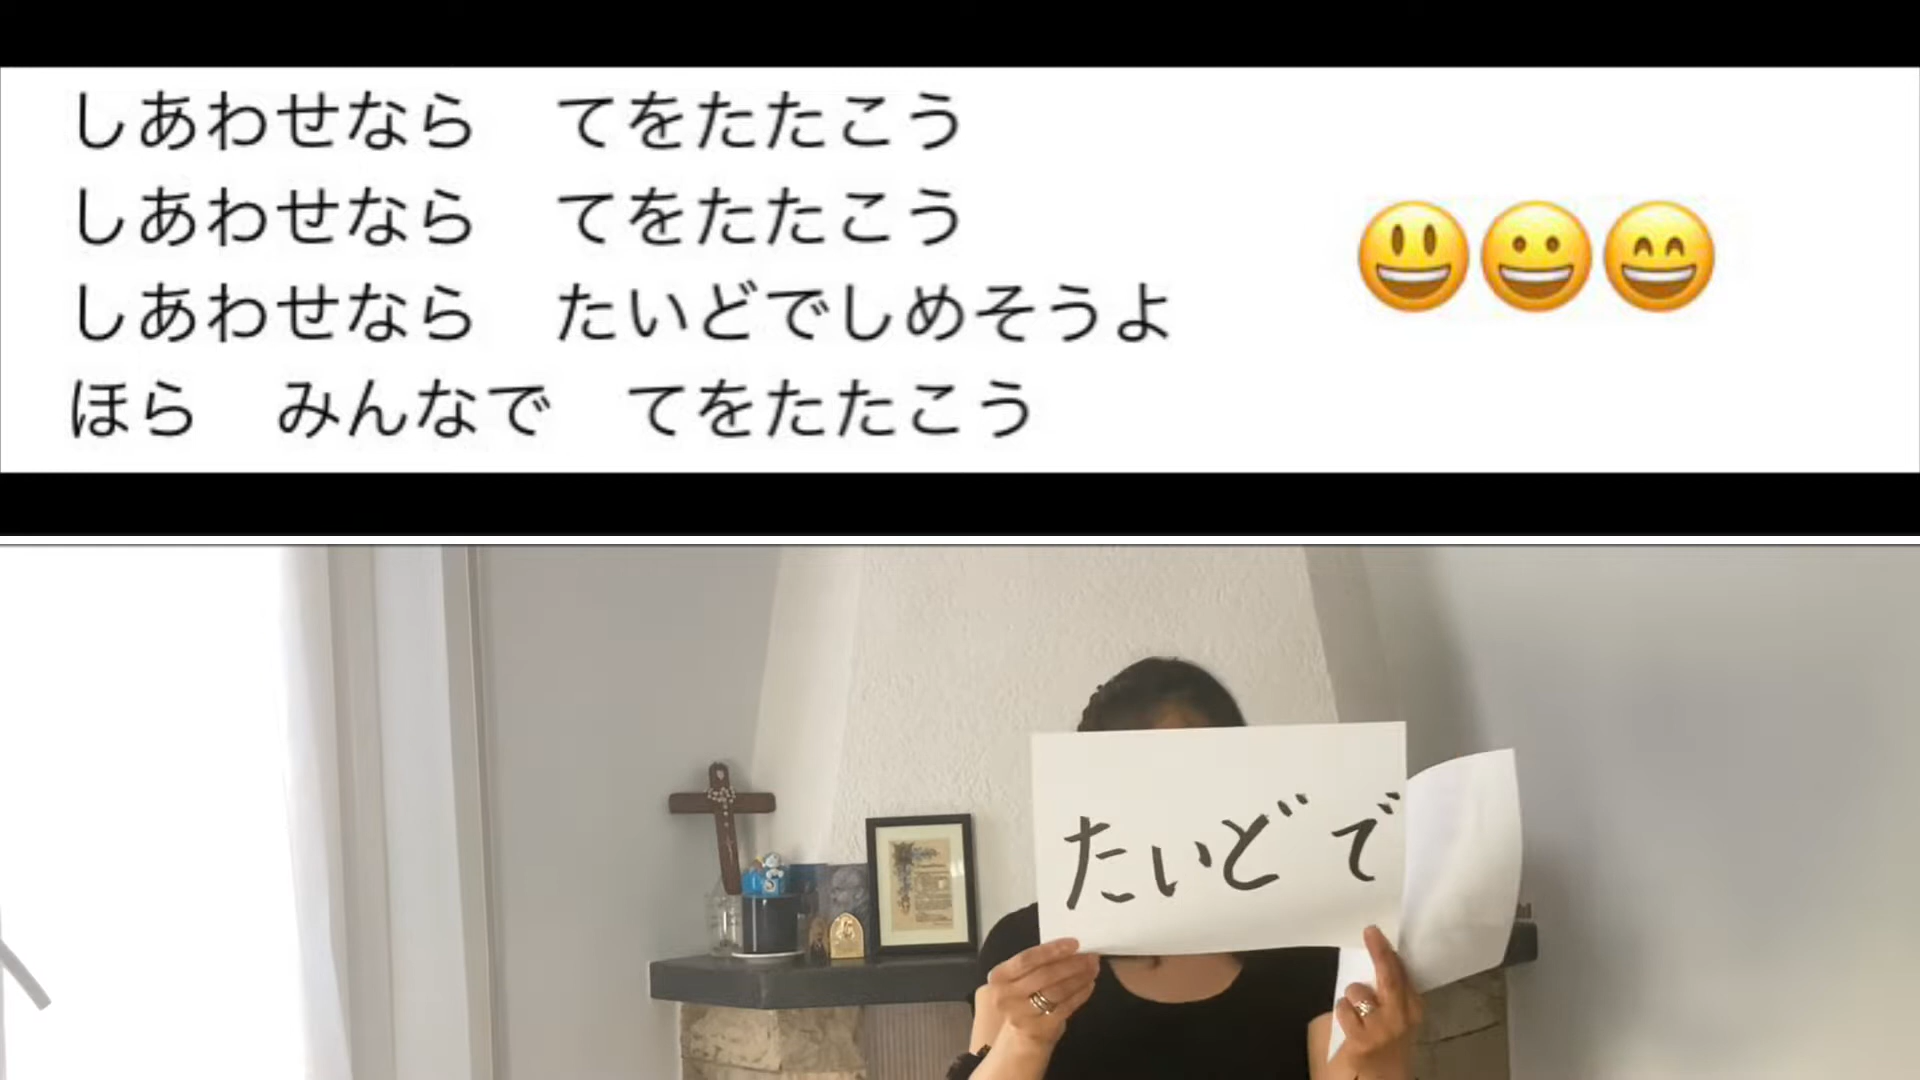 しあわせなら　てをたたこう
しあわせなら　てをたたこう
しあわせなら　たいどでしめそうよ
ほら　みんなで　てをたたこう
たいどで